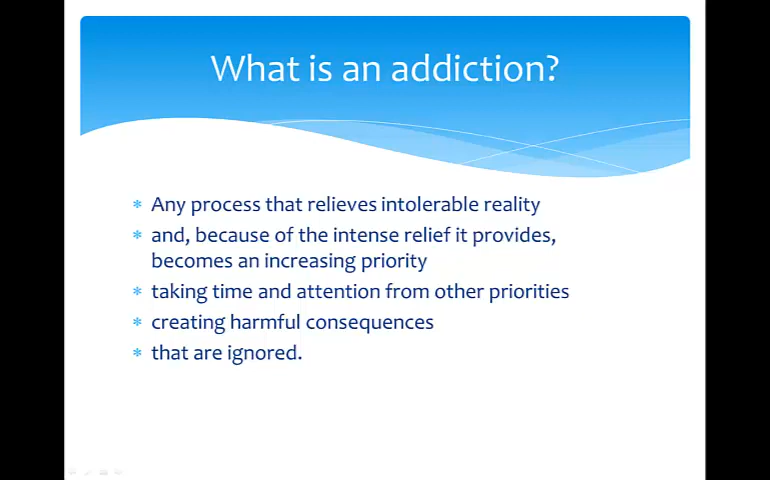 What is an addiction?
* Any process that relieves intolerable reality
* and, because of the intense relief it provides,
becomes an increasing priority
* taking time and attention from other priorities
* creating harmful consequences
* that are ignored.